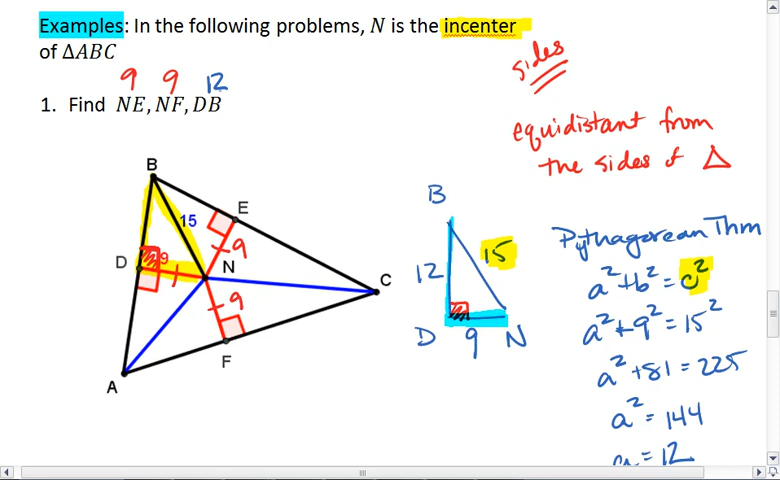 Examples: In the following problems, N is the incenter
of ΔABC
9 9 12
1. Find NE, NF, DB
sides
equidistant from
the sides of Δ
B
E
15
D
9
9
N
C
9
F
A
B
15
12
D 9 N
Pythagorean Thm
a² + b² = c²
a² + 9² = 15²
a² + 81 = 225
a² = 144
a = 12